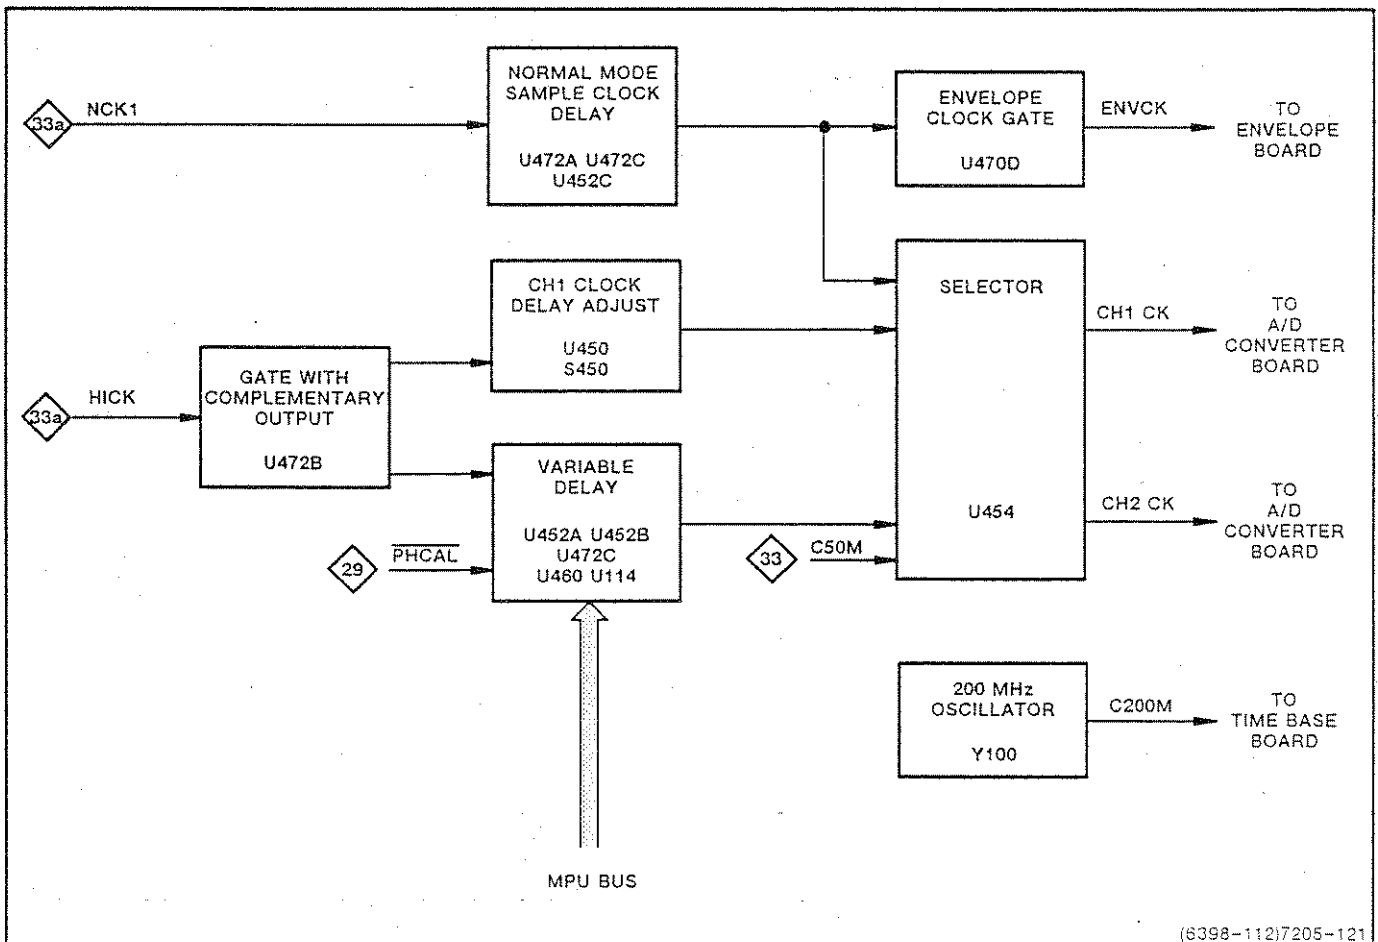 33a
NCK1
NORMAL MODE
SAMPLE CLOCK
DELAY
U472A U472C
U452C
ENVELOPE
CLOCK GATE
U470D
ENVCK
TO
ENVELOPE
BOARD
CH1 CLOCK
DELAY ADJUST
U450
S450
SELECTOR
U454
CH1 CK
TO
A/D
CONVERTER
BOARD
33a
HICK
GATE WITH
COMPLEMENTARY
OUTPUT
U472B
VARIABLE
DELAY
U452A U452B
U472C
U460 U114
29
PHCAL
33
C50M
CH2 CK
TO
A/D
CONVERTER
BOARD
200 MHz
OSCILLATOR
Y100
C200M
TO
TIME BASE
BOARD
MPU BUS
(6398-112)7205-121